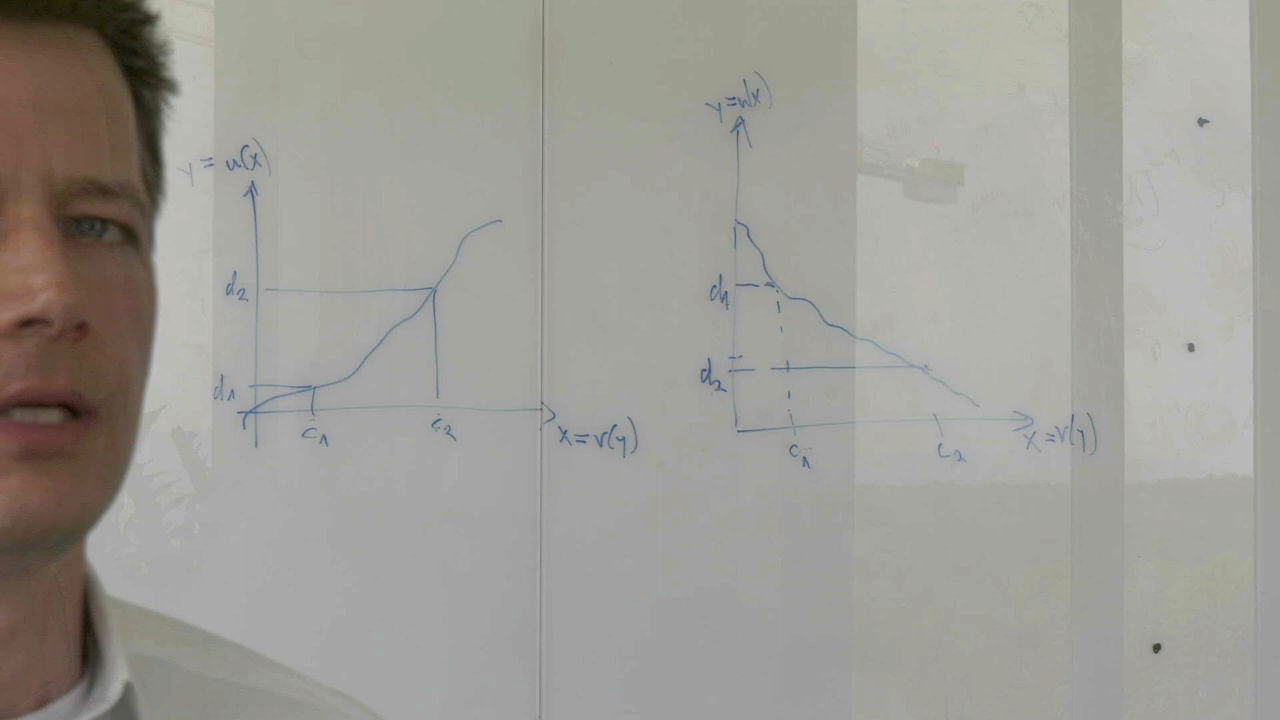 y = u(x)
d2
d1
c1
c2
x = v(y)
y = u(x)
d1
d2
c1
c2
x = v(y)